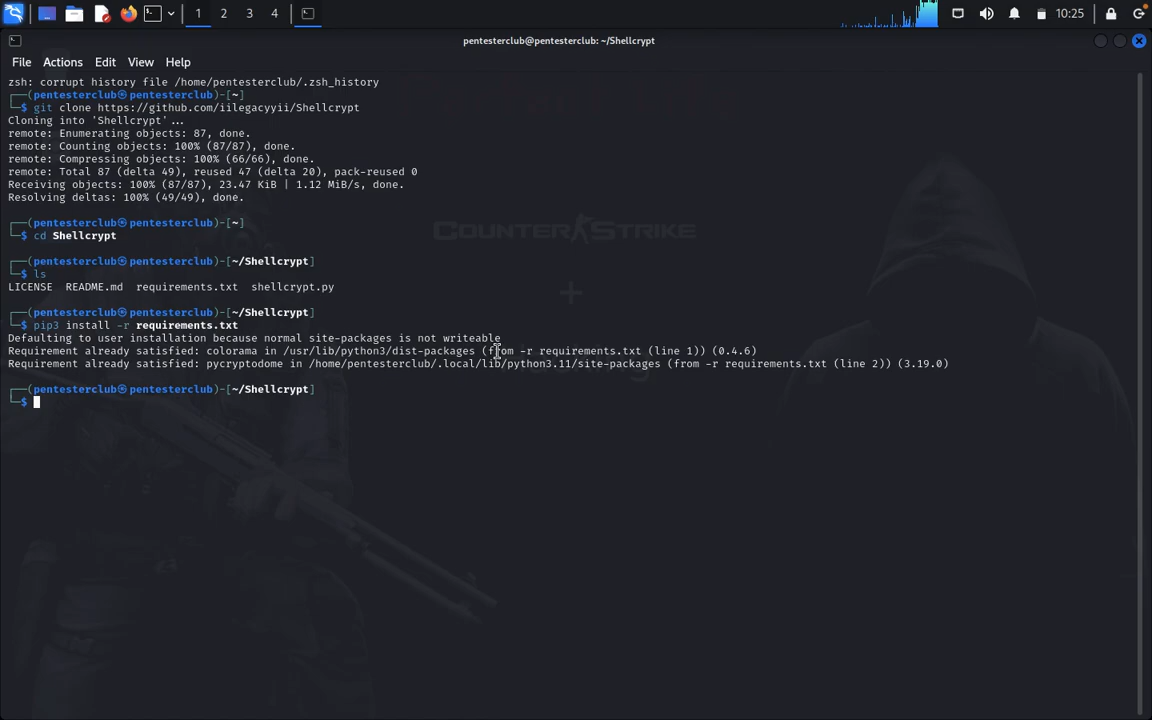 1 2 3 4 10:25
pentesterclub@pentesterclub: ~/Shellcrypt
File Actions Edit View Help
zsh: corrupt history file /home/pentesterclub/.zsh_history
┌──(pentesterclub㉿pentesterclub)-[~]
└─$ git clone https://github.com/iilegacyyii/Shellcrypt
Cloning into 'Shellcrypt'...
remote: Enumerating objects: 87, done.
remote: Counting objects: 100% (87/87), done.
remote: Compressing objects: 100% (66/66), done.
remote: Total 87 (delta 49), reused 47 (delta 20), pack-reused 0
Receiving objects: 100% (87/87), 23.47 KiB | 1.12 MiB/s, done.
Resolving deltas: 100% (49/49), done.
┌──(pentesterclub㉿pentesterclub)-[~]
└─$ cd Shellcrypt
COUNTER STRIKE
┌──(pentesterclub㉿pentesterclub)-[~/Shellcrypt]
└─$ ls
LICENSE README.md requirements.txt shellcrypt.py
+
┌──(pentesterclub㉿pentesterclub)-[~/Shellcrypt]
└─$ pip3 install -r requirements.txt
Defaulting to user installation because normal site-packages is not writeable
Requirement already satisfied: colorama in /usr/lib/python3/dist-packages (from -r requirements.txt (line 1)) (0.4.6)
Requirement already satisfied: pycryptodome in /home/pentesterclub/.local/lib/python3.11/site-packages (from -r requirements.txt (line 2)) (3.19.0)
┌──(pentesterclub㉿pentesterclub)-[~/Shellcrypt]
└─$